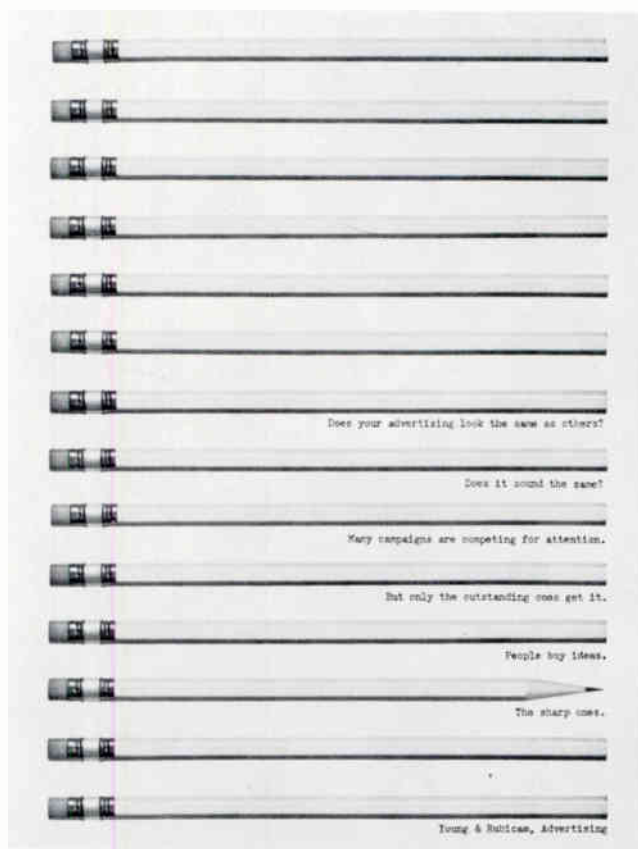 Does your advertising look the same as others?
Does it sound the same?
Many campaigns are competing for attention.
But only the outstanding ones get it.
People buy ideas.
The sharp ones.
Young & Rubicam, Advertising